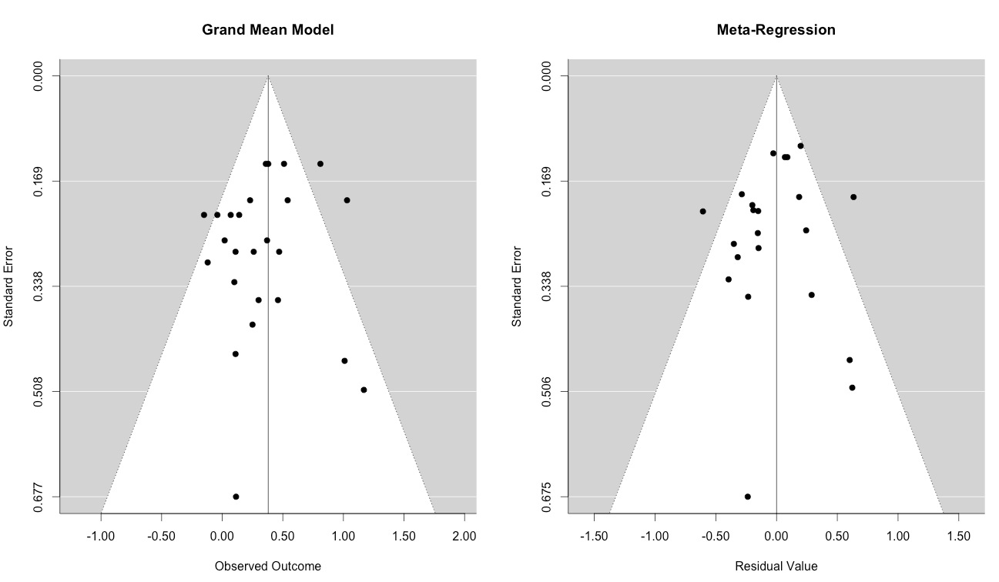 Grand Mean Model
Standard Error
0.000
0.169
0.338
0.508
0.677
-1.00 -0.50 0.00 0.50 1.00 1.50 2.00
Observed Outcome
Meta-Regression
Standard Error
0.000
0.169
0.338
0.506
0.675
-1.50 -1.00 -0.50 0.00 0.50 1.00 1.50
Residual Value